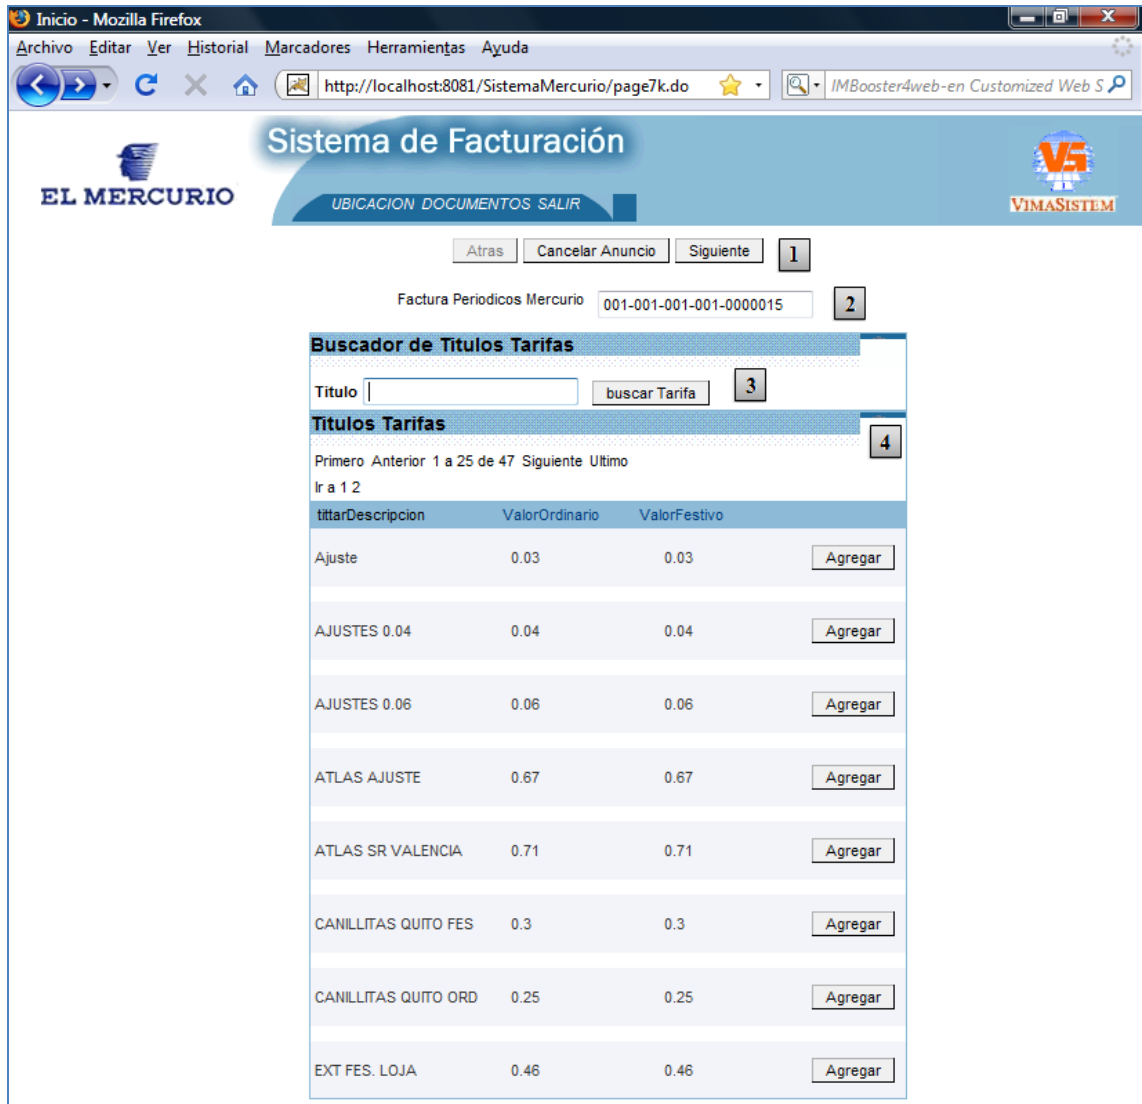 Inicio - Mozilla Firefox
Archivo Editar Ver Historial Marcadores Herramientas Ayuda
http://localhost:8081/SistemaMercurio/page7k.do IMBooster4web-en Customized Web S
EL MERCURIO
Sistema de Facturación
UBICACION DOCUMENTOS SALIR
VS
VIMASISTEM
Atras Cancelar Anuncio Siguiente 1
Factura Periodicos Mercurio 001-001-001-001-0000015 2
Buscador de Titulos Tarifas
Titulo buscar Tarifa 3
Titulos Tarifas
4
Primero Anterior 1 a 25 de 47 Siguiente Ultimo
Ir a 1 2
tittarDescripcion ValorOrdinario ValorFestivo
Ajuste 0.03 0.03 Agregar
AJUSTES 0.04 0.04 0.04 Agregar
AJUSTES 0.06 0.06 0.06 Agregar
ATLAS AJUSTE 0.67 0.67 Agregar
ATLAS SR VALENCIA 0.71 0.71 Agregar
CANILLITAS QUITO FES 0.3 0.3 Agregar
CANILLITAS QUITO ORD 0.25 0.25 Agregar
EXT FES. LOJA 0.46 0.46 Agregar